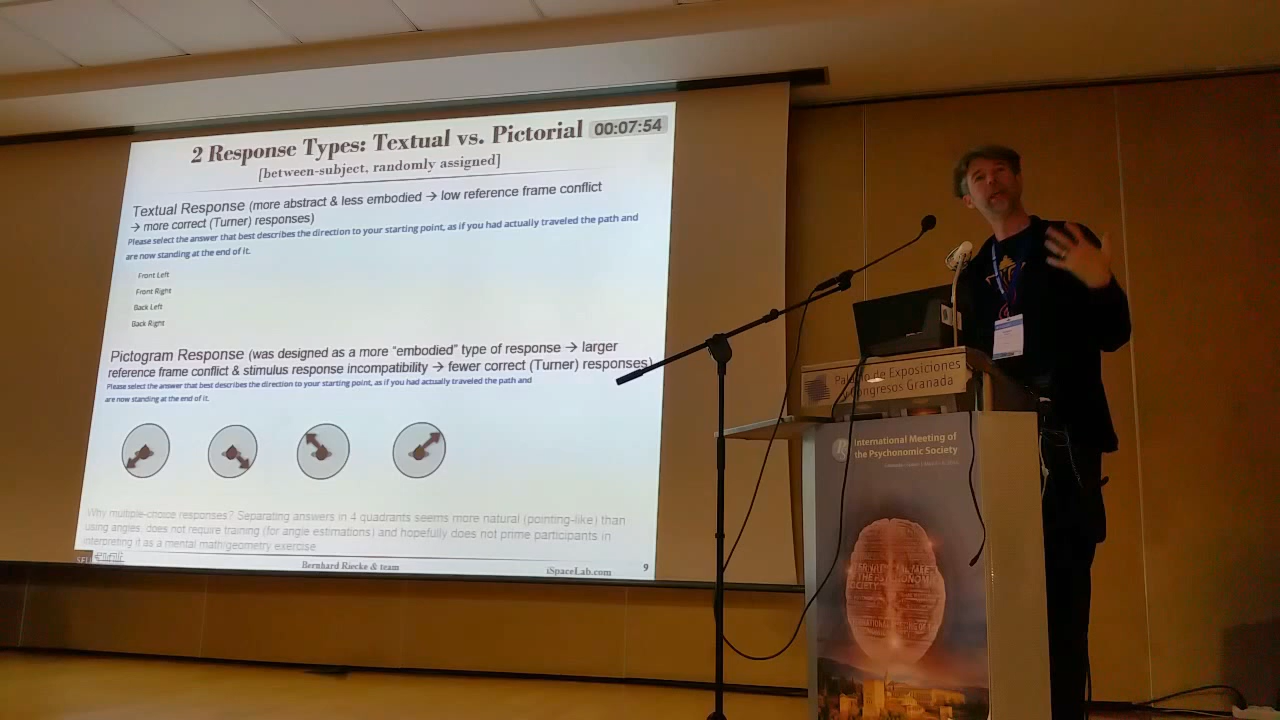 2 Response Types: Textual vs. Pictorial
00:07:54
[between-subject, randomly assigned]
Textual Response (more abstract & less embodied → low reference frame conflict
→ more correct (Turner) responses)
Please select the answer that best describes the direction to your starting point, as if you had actually traveled the path and
are now standing at the end of it.
Front Left
Front Right
Back Left
Back Right
Pictogram Response (was designed as a more “embodied” type of response → larger
reference frame conflict & stimulus response incompatibility → fewer correct (Turner) responses)
Please select the answer that best describes the direction to your starting point, as if you had actually traveled the path and
are now standing at the end of it.
Why multiple-choice responses? Separating answers in 4 quadrants seems more natural (pointing-like) than
using angles, does not require training (for angle estimations) and hopefully does not prime participants in
interpreting it as a mental math/geometry exercise
Bernhard Riecke & team
iSpaceLab.com
9
Palacio de Exposiciones
y Congresos Granada
International Meeting of
the Psychonomic Society